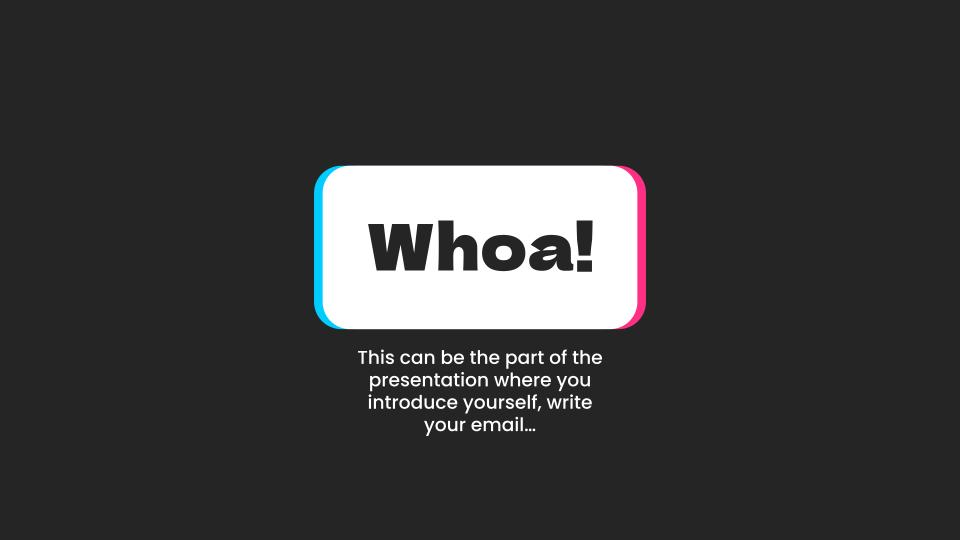 Whoa!
This can be the part of the
presentation where you
introduce yourself, write
your email…